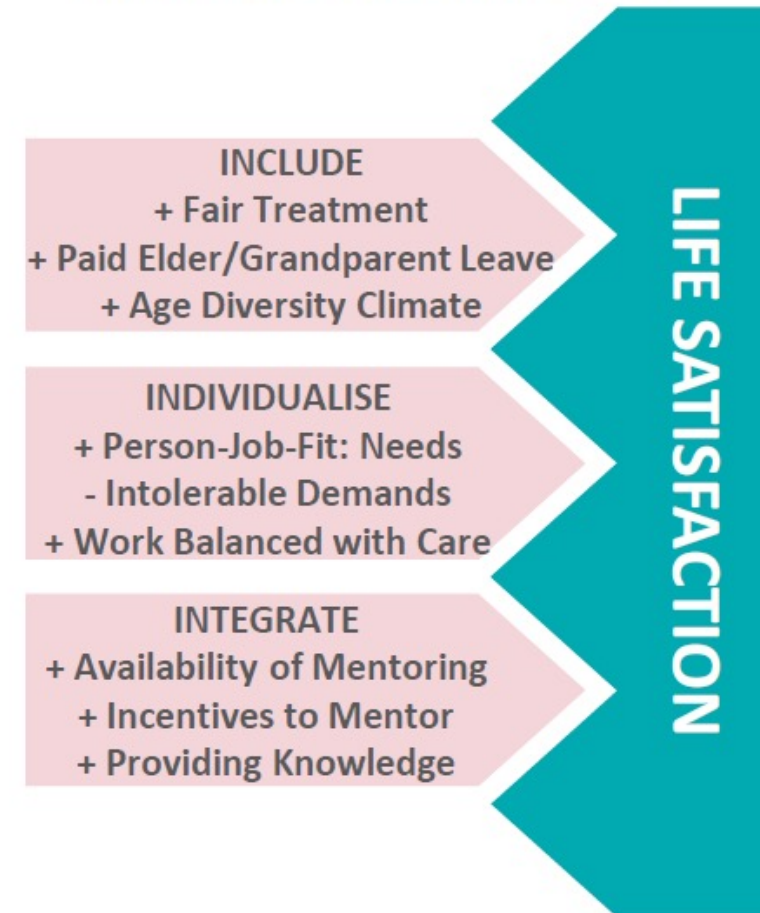 INCLUDE
+ Fair Treatment
+ Paid Elder/Grandparent Leave
+ Age Diversity Climate
INDIVIDUALISE
+ Person-Job-Fit: Needs
- Intolerable Demands
+ Work Balanced with Care
INTEGRATE
+ Availability of Mentoring
+ Incentives to Mentor
+ Providing Knowledge
LIFE SATISFACTION